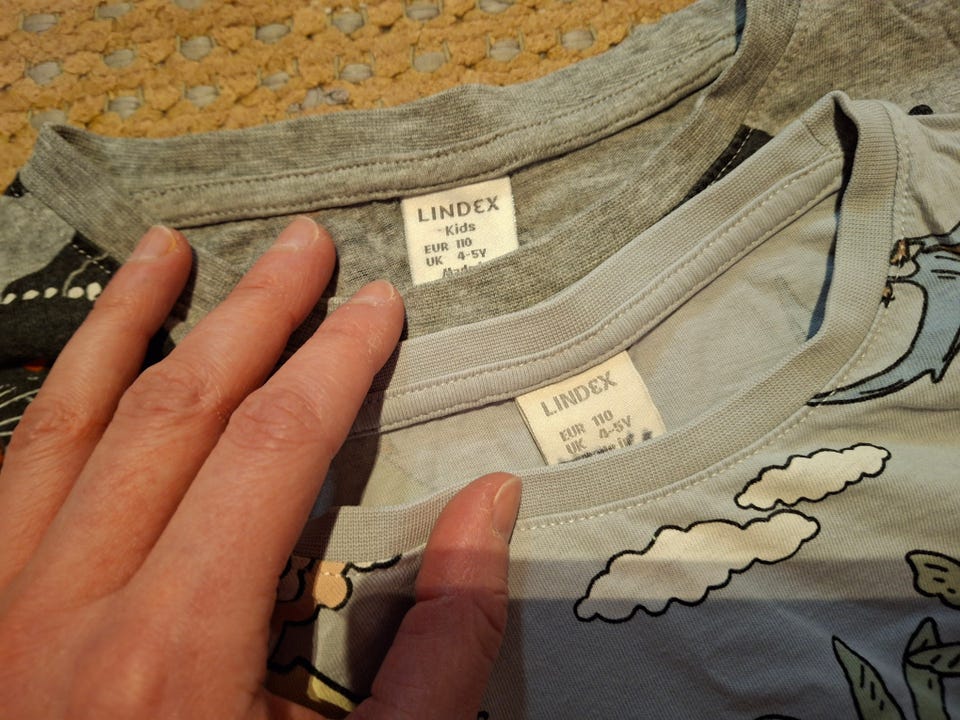 LINDEX
Kids
EUR 110
UK 4-5Y
LINDEX
EUR 110
UK 4-5Y